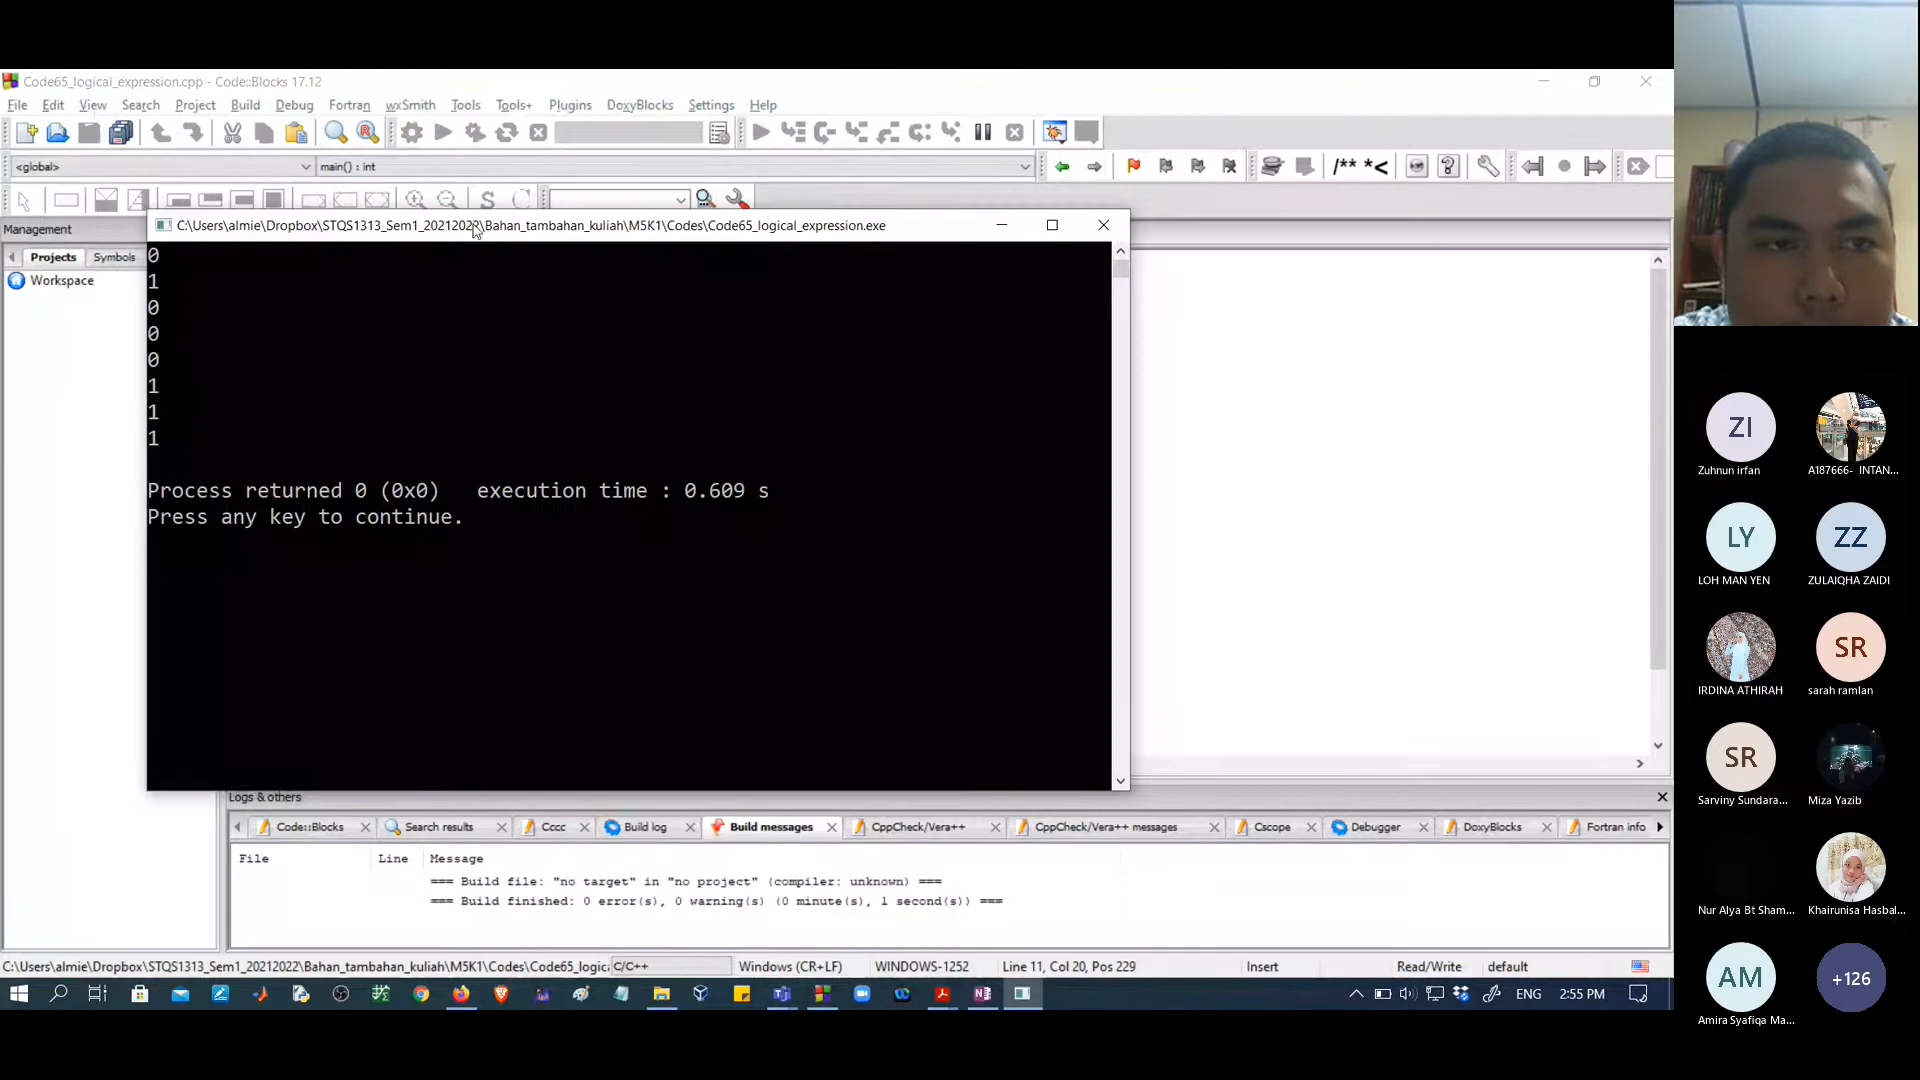 Code65_logical_expression.cpp - Code::Blocks 17.12
File Edit View Search Project Build Debug Fortran wxSmith Tools Tools+ Plugins DoxyBlocks Settings Help
<global> main() : int /** *<
S C
Management
C:\Users\almie\Dropbox\STQS1313_Sem1_20212022\Bahan_tambahan_kuliah\M5K1\Codes\Code65_logical_expression.exe
Projects Symbols
Workspace
0
1
0
0
0
1
1
1
Process returned 0 (0x0)   execution time : 0.609 s
Press any key to continue.
Logs & others
Code::Blocks Search results Cccc Build log Build messages CppCheck/Vera++ CppCheck/Vera++ messages Cscope Debugger DoxyBlocks Fortran info
File Line Message
=== Build file: "no target" in "no project" (compiler: unknown) ===
=== Build finished: 0 error(s), 0 warning(s) (0 minute(s), 1 second(s)) ===
C:\Users\almie\Dropbox\STQS1313_Sem1_20212022\Bahan_tambahan_kuliah\M5K1\Codes\Code65_logic C/C++ Windows (CR+LF) WINDOWS-1252 Line 11, Col 20, Pos 229 Insert Read/Write default
ENG 2:55 PM
ZI
Zuhnun irfan A187666- INTAN...
LY ZZ
LOH MAN YEN ZULAIQHA ZAIDI
SR
IRDINA ATHIRAH sarah ramlan
SR
Sarviny Sundara... Miza Yazib
Nur Alya Bt Sham... Khairunisa Hasbal...
AM +126
Amira Syafiqa Ma...